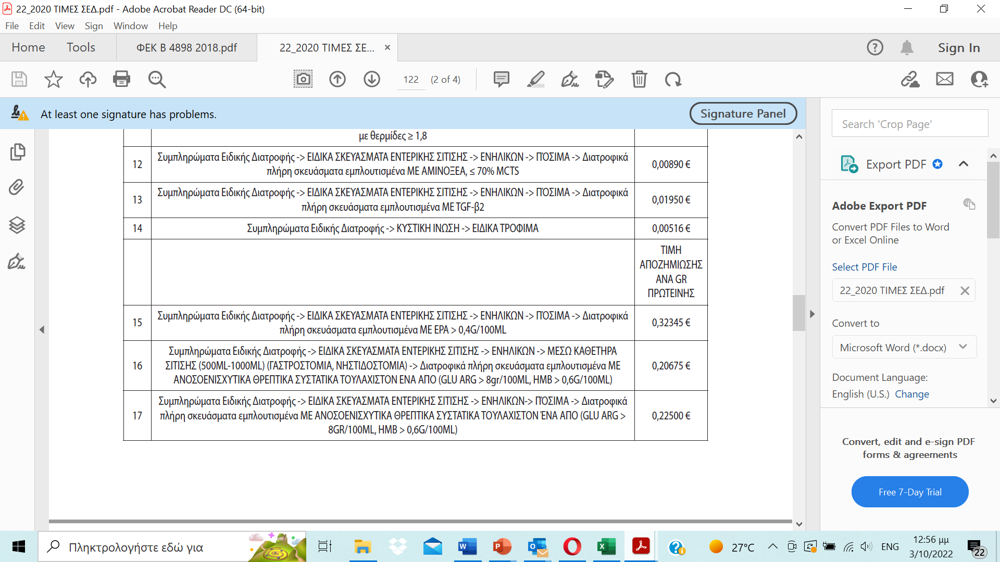 22_2020 ΤΙΜΕΣ ΣΕΔ.pdf - Adobe Acrobat Reader DC (64-bit)
File Edit View Sign Window Help
Home Tools ΦΕΚ Β 4898 2018.pdf 22_2020 ΤΙΜΕΣ ΣΕ... Sign In
122 (2 of 4)
At least one signature has problems.
Signature Panel
με θερμίδες ≥ 1,8
12 Συμπληρώματα Ειδικής Διατροφής -> ΕΙΔΙΚΑ ΣΚΕΥΑΣΜΑΤΑ ΕΝΤΕΡΙΚΗΣ ΣΙΤΙΣΗΣ -> ΕΝΗΛΙΚΩΝ -> ΠΌΣΙΜΑ -> Διατροφικά
πλήρη σκευάσματα εμπλουτισμένα ΜΕ ΑΜΙΝΟΞΕΑ, ≤ 70% MCTS
0,00890 €
13 Συμπληρώματα Ειδικής Διατροφής -> ΕΙΔΙΚΑ ΣΚΕΥΑΣΜΑΤΑ ΕΝΤΕΡΙΚΗΣ ΣΙΤΙΣΗΣ -> ΕΝΗΛΙΚΩΝ -> ΠΌΣΙΜΑ -> Διατροφικά
πλήρη σκευάσματα εμπλουτισμένα ΜΕ TGF-β2
0,01950 €
14 Συμπληρώματα Ειδικής Διατροφής -> ΚΥΣΤΙΚΗ ΙΝΩΣΗ -> ΕΙΔΙΚΑ ΤΡΟΦΙΜΑ 0,00516 €
ΤΙΜΗ
ΑΠΟΖΗΜΙΩΣΗΣ
ΑΝΑ GR
ΠΡΩΤΕΙΝΗΣ
15 Συμπληρώματα Ειδικής Διατροφής -> ΕΙΔΙΚΑ ΣΚΕΥΑΣΜΑΤΑ ΕΝΤΕΡΙΚΗΣ ΣΙΤΙΣΗΣ -> ΕΝΗΛΙΚΩΝ -> ΠΌΣΙΜΑ -> Διατροφικά
πλήρη σκευάσματα εμπλουτισμένα ΜΕ EPA > 0,4G/100ML
0,32345 €
16 Συμπληρώματα Ειδικής Διατροφής -> ΕΙΔΙΚΑ ΣΚΕΥΑΣΜΑΤΑ ΕΝΤΕΡΙΚΗΣ ΣΙΤΙΣΗΣ -> ΕΝΗΛΙΚΩΝ -> ΜΕΣΩ ΚΑΘΕΤΗΡΑ
ΣΙΤΙΣΗΣ (500ML-1000ML) (ΓΑΣΤΡΟΣΤΟΜΙΑ, ΝΗΣΤΙΔΟΣΤΟΜΙΑ) -> Διατροφικά πλήρη σκευάσματα εμπλουτισμένα ΜΕ
ΑΝΟΣΟΕΝΙΣΧΥΤΙΚΑ ΘΡΕΠΤΙΚΑ ΣΥΣΤΑΤΙΚΑ ΤΟΥΛΑΧΙΣΤΟΝ ΕΝΑ ΑΠΟ (GLU ARG > 8gr/100ML, HMB > 0,6G/100ML)
0,20675 €
17 Συμπληρώματα Ειδικής Διατροφής -> ΕΙΔΙΚΑ ΣΚΕΥΑΣΜΑΤΑ ΕΝΤΕΡΙΚΗΣ ΣΙΤΙΣΗΣ -> ΕΝΗΛΙΚΩΝ-> ΠΌΣΙΜΑ -> Διατροφικά
πλήρη σκευάσματα εμπλουτισμένα ΜΕ ΑΝΟΣΟΕΝΙΣΧΥΤΙΚΑ ΘΡΕΠΤΙΚΑ ΣΥΣΤΑΤΙΚΑ ΤΟΥΛΑΧΙΣΤΟΝ ΈΝΑ ΑΠΟ (GLU ARG >
8GR/100ML, HMB > 0,6G/100ML)
0,22500 €
Search 'Crop Page'
Export PDF
Adobe Export PDF
Convert PDF Files to Word
or Excel Online
Select PDF File
22_2020 ΤΙΜΕΣ ΣΕΔ.pdf
Convert to
Microsoft Word (*.docx)
Document Language:
English (U.S.) Change
Convert, edit and e-sign PDF
forms & agreements
Free 7-Day Trial
Πληκτρολογήστε εδώ για
27°C
ENG
12:56 μμ
3/10/2022
22